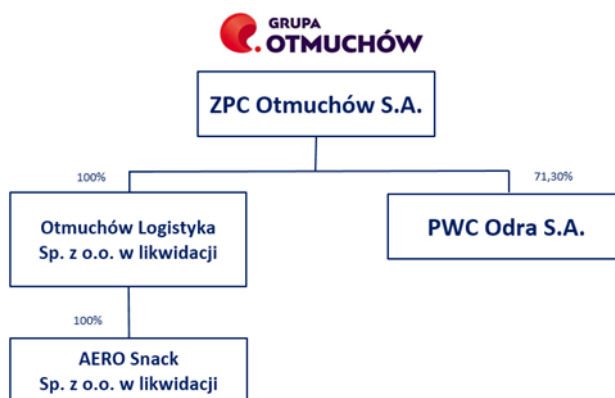 GRUPA
OTMUCHÓW
ZPC Otmuchów S.A.
100%
71,30%
Otmuchów Logistyka
Sp. z o.o. w likwidacji
PWC Odra S.A.
100%
AERO Snack
Sp. z o.o. w likwidacji